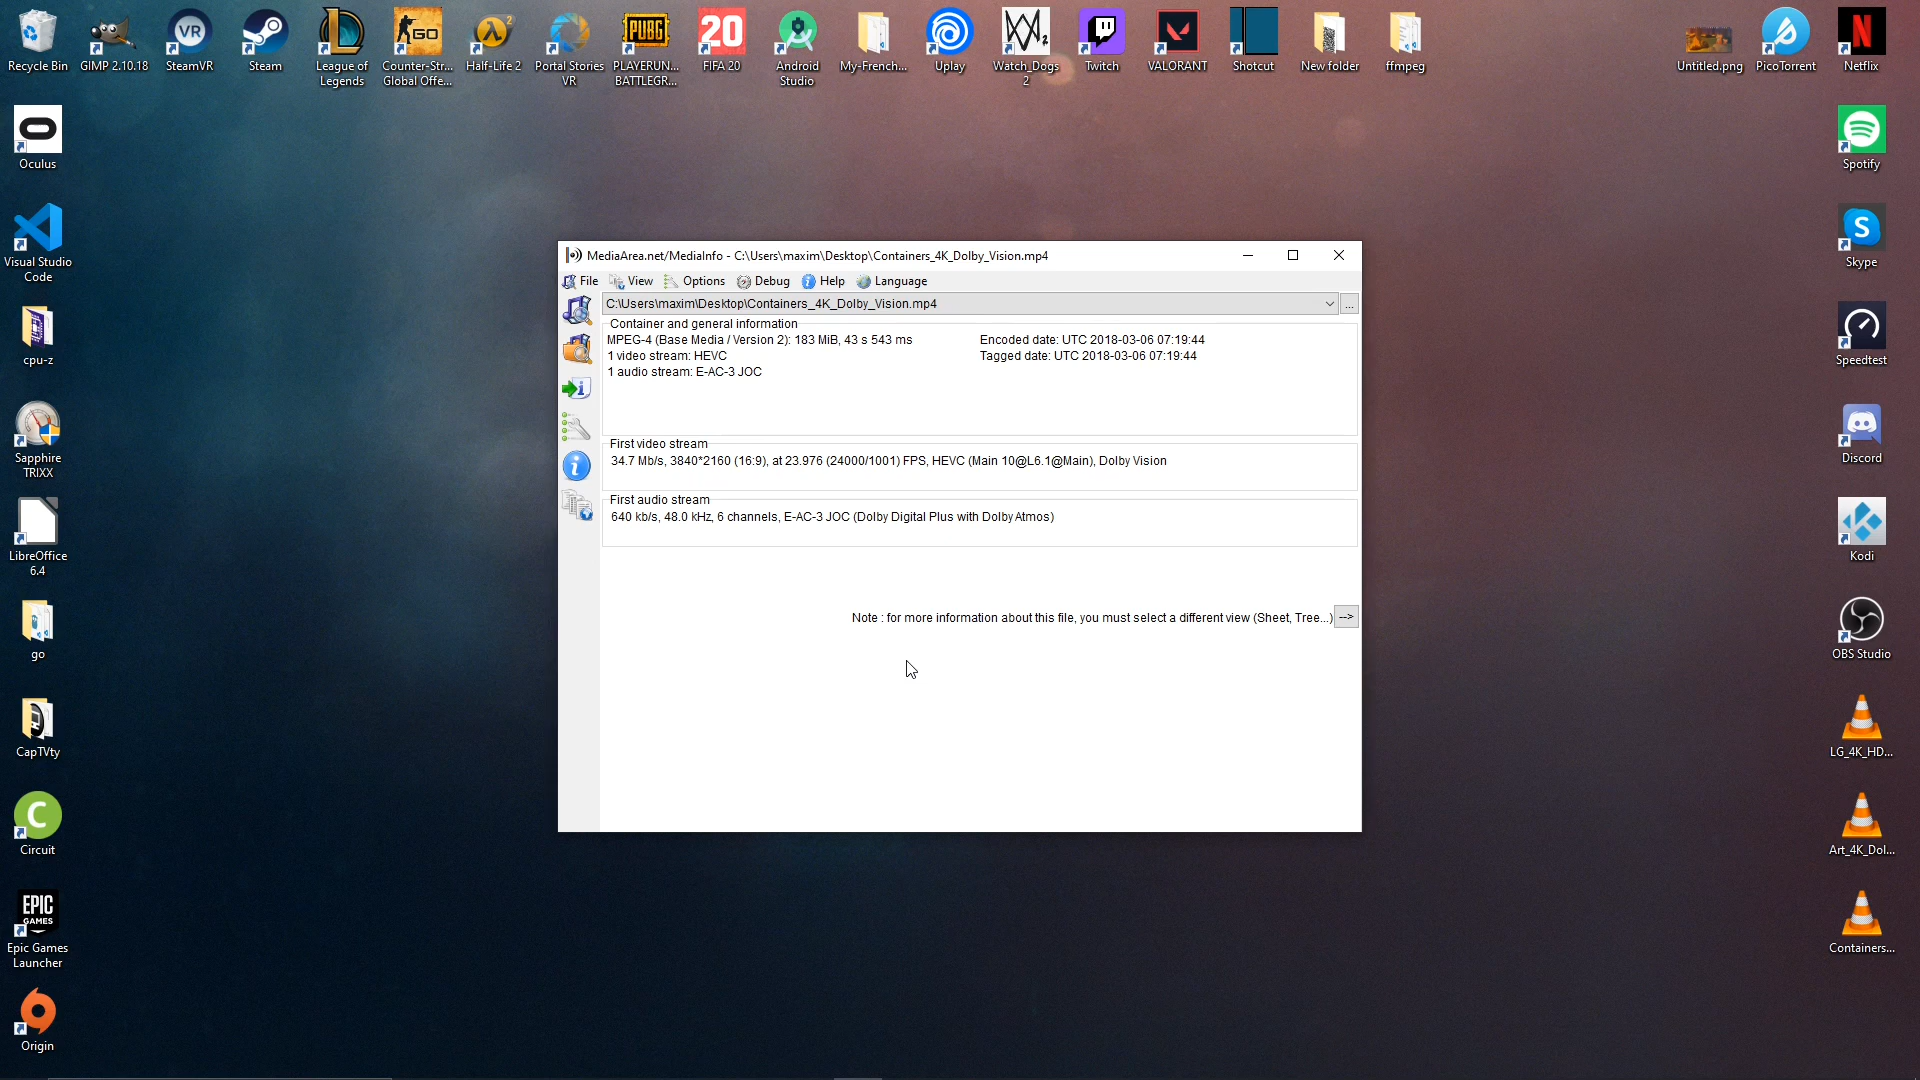 Recycle Bin
GIMP 2.10.18
SteamVR
Steam
League of
Legends
Counter-Str...
Global Offe...
Half-Life 2
Portal Stories
VR
PLAYERUN...
BATTLEGR...
FIFA 20
Android
Studio
My-French...
Uplay
Watch_Dogs
2
Twitch
VALORANT
Shotcut
New folder
ffmpeg
Untitled.png
PicoTorrent
Netflix
Oculus
Visual Studio
Code
cpu-z
Sapphire
TRIXX
LibreOffice
6.4
go
CapTVty
Circuit
EPIC
GAMES
Epic Games
Launcher
Origin
MediaArea.net/MediaInfo - C:\Users\maxim\Desktop\Containers_4K_Dolby_Vision.mp4
File View Options Debug Help Language
C:\Users\maxim\Desktop\Containers_4K_Dolby_Vision.mp4
...
Container and general information
MPEG-4 (Base Media / Version 2): 183 MiB, 43 s 543 ms
1 video stream: HEVC
1 audio stream: E-AC-3 JOC
Encoded date: UTC 2018-03-06 07:19:44
Tagged date: UTC 2018-03-06 07:19:44
First video stream
34.7 Mb/s, 3840*2160 (16:9), at 23.976 (24000/1001) FPS, HEVC (Main 10@L6.1@Main), Dolby Vision
First audio stream
640 kb/s, 48.0 kHz, 6 channels, E-AC-3 JOC (Dolby Digital Plus with Dolby Atmos)
Note : for more information about this file, you must select a different view (Sheet, Tree...)
-->
Spotify
Skype
Speedtest
Discord
Kodi
OBS Studio
LG_4K_HD...
Art_4K_Dol...
Containers...
VR
GO
2
PUBG
20
N
S
C